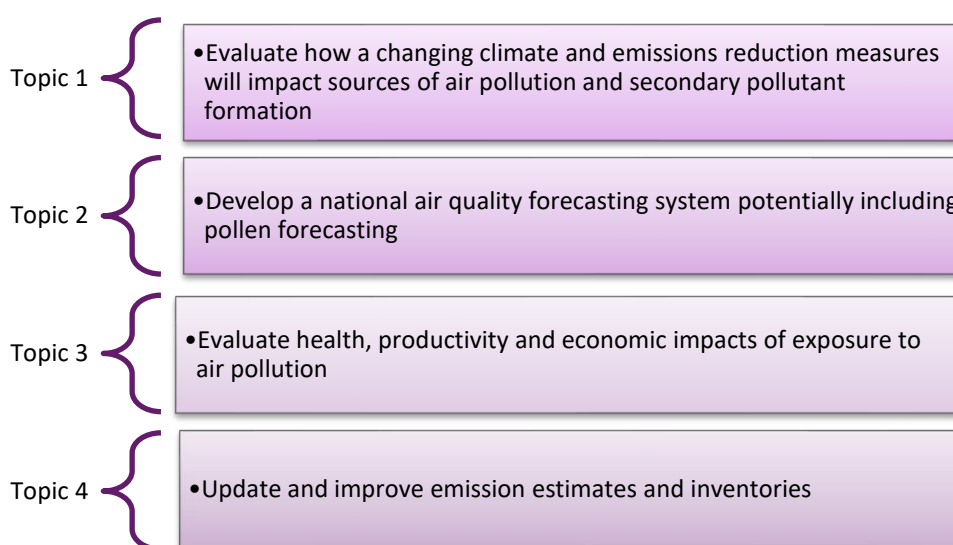 Topic 1
•Evaluate how a changing climate and emissions reduction measures
will impact sources of air pollution and secondary pollutant
formation
Topic 2
•Develop a national air quality forecasting system potentially including
pollen forecasting
Topic 3
•Evaluate health, productivity and economic impacts of exposure to
air pollution
Topic 4
•Update and improve emission estimates and inventories